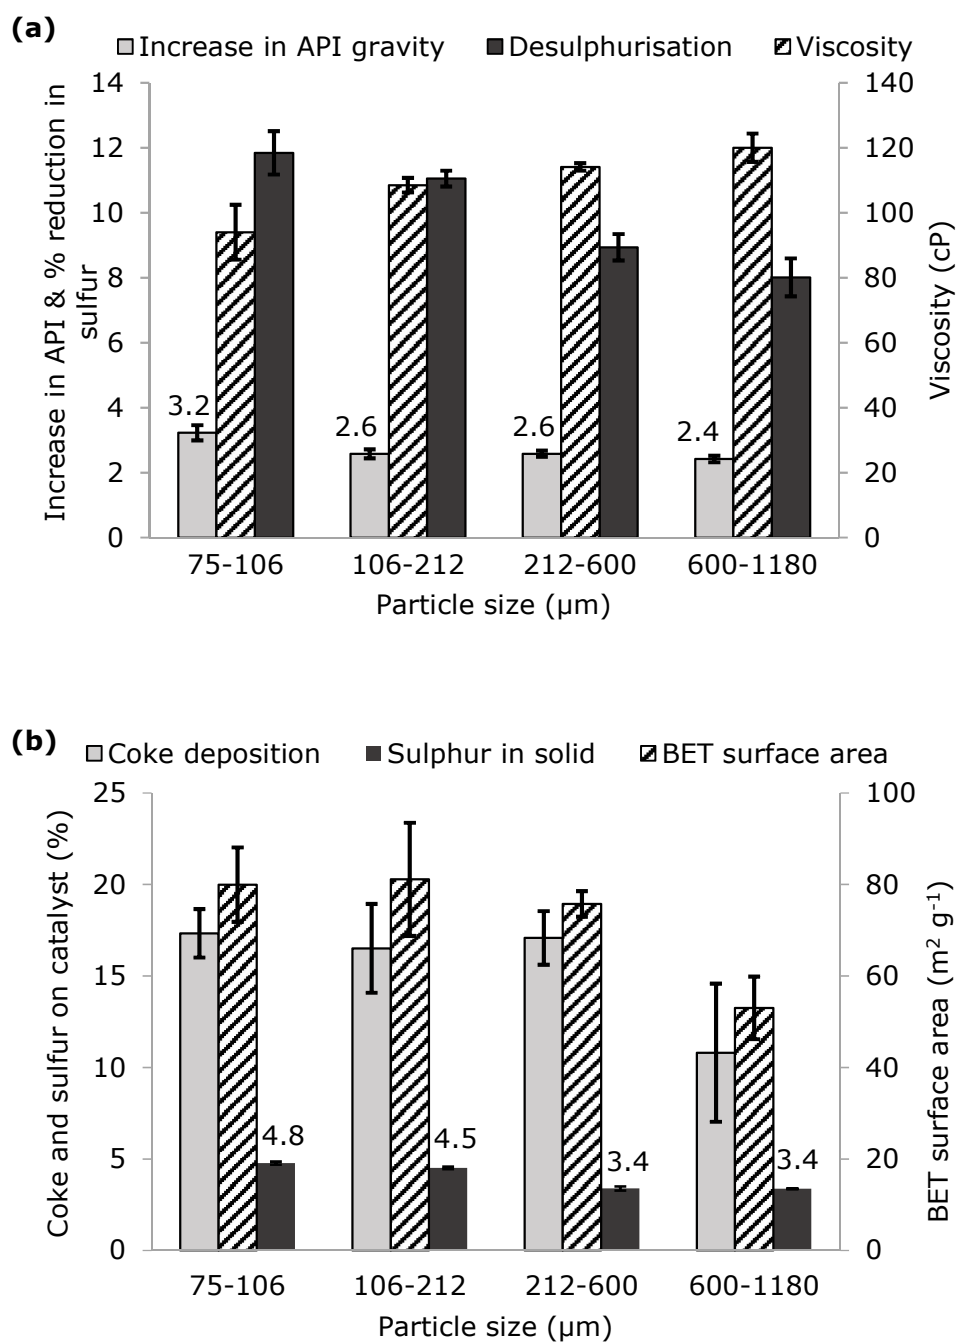 (a)
Increase in API gravity Desulphurisation Viscosity
Increase in API & % reduction in
sulfur
14
12
10
8
6
4
2
0
3.2
2.6
2.6
2.4
140
120
100
80
60
40
20
0
Viscosity (cP)
75-106 106-212 212-600 600-1180
Particle size (μm)
(b)
Coke deposition Sulphur in solid BET surface area
Coke and sulfur on catalyst (%)
25
20
15
10
5
0
4.8
4.5
3.4
3.4
100
80
60
40
20
0
BET surface area (m² g⁻¹)
75-106 106-212 212-600 600-1180
Particle size (μm)